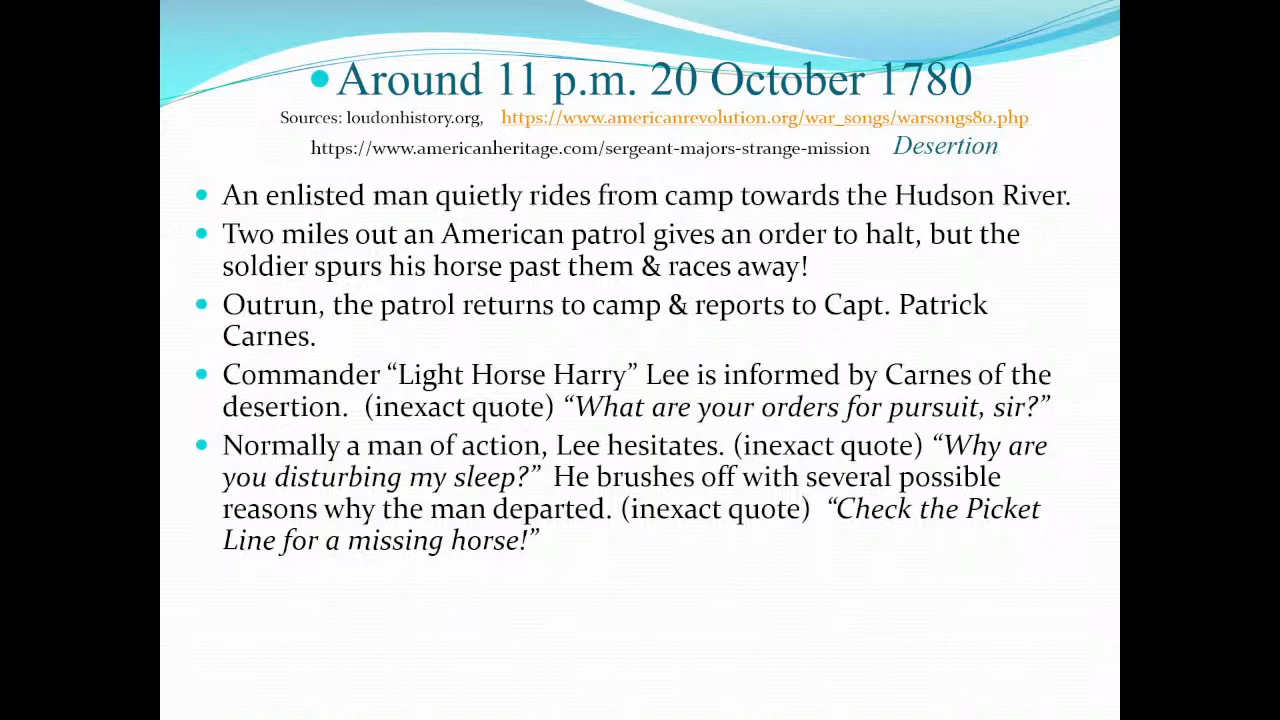 Around 11 p.m. 20 October 1780
Sources: loudonhistory.org, https://www.americanrevolution.org/war_songs/warsongs80.php
https://www.americanheritage.com/sergeant-majors-strange-mission Desertion
An enlisted man quietly rides from camp towards the Hudson River.
Two miles out an American patrol gives an order to halt, but the
soldier spurs his horse past them & races away!
Outrun, the patrol returns to camp & reports to Capt. Patrick
Carnes.
Commander “Light Horse Harry” Lee is informed by Carnes of the
desertion. (inexact quote) “What are your orders for pursuit, sir?”
Normally a man of action, Lee hesitates. (inexact quote) “Why are
you disturbing my sleep?” He brushes off with several possible
reasons why the man departed. (inexact quote) “Check the Picket
Line for a missing horse!”